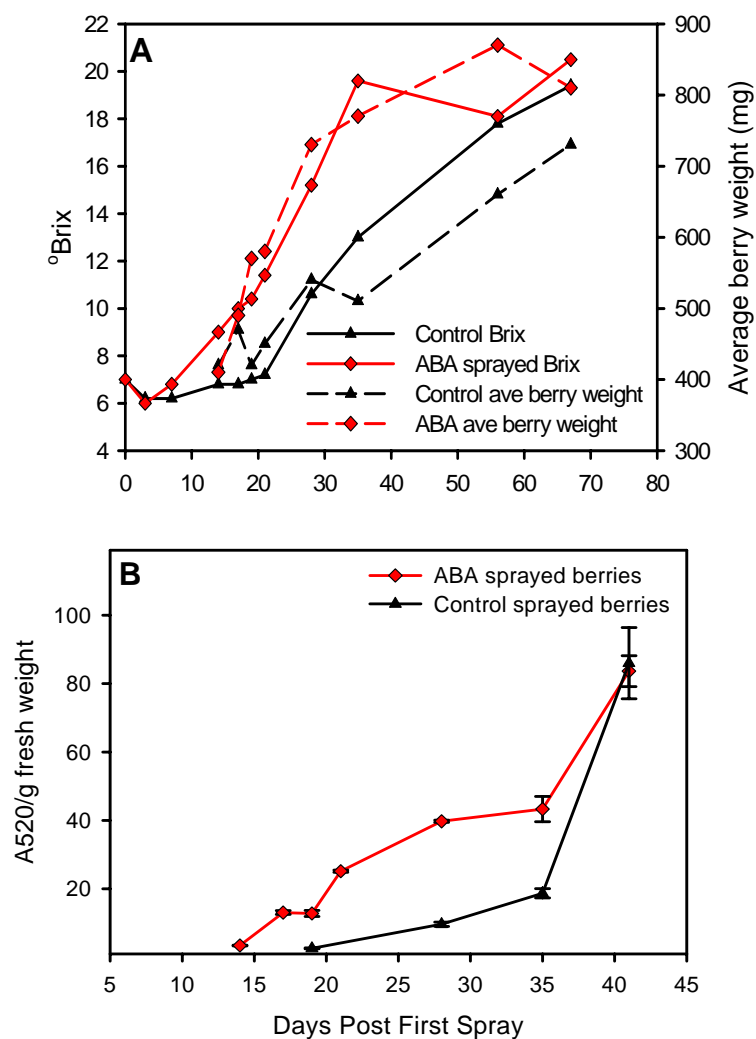 A
22
20
18
16
14
12
10
8
6
4
°Brix
900
800
700
600
500
400
300
Average berry weight (mg)
Control Brix
ABA sprayed Brix
Control ave berry weight
ABA ave berry weight
0 10 20 30 40 50 60 70 80
B
ABA sprayed berries
Control sprayed berries
100
80
60
40
20
A520/g fresh weight
5 10 15 20 25 30 35 40 45
Days Post First Spray